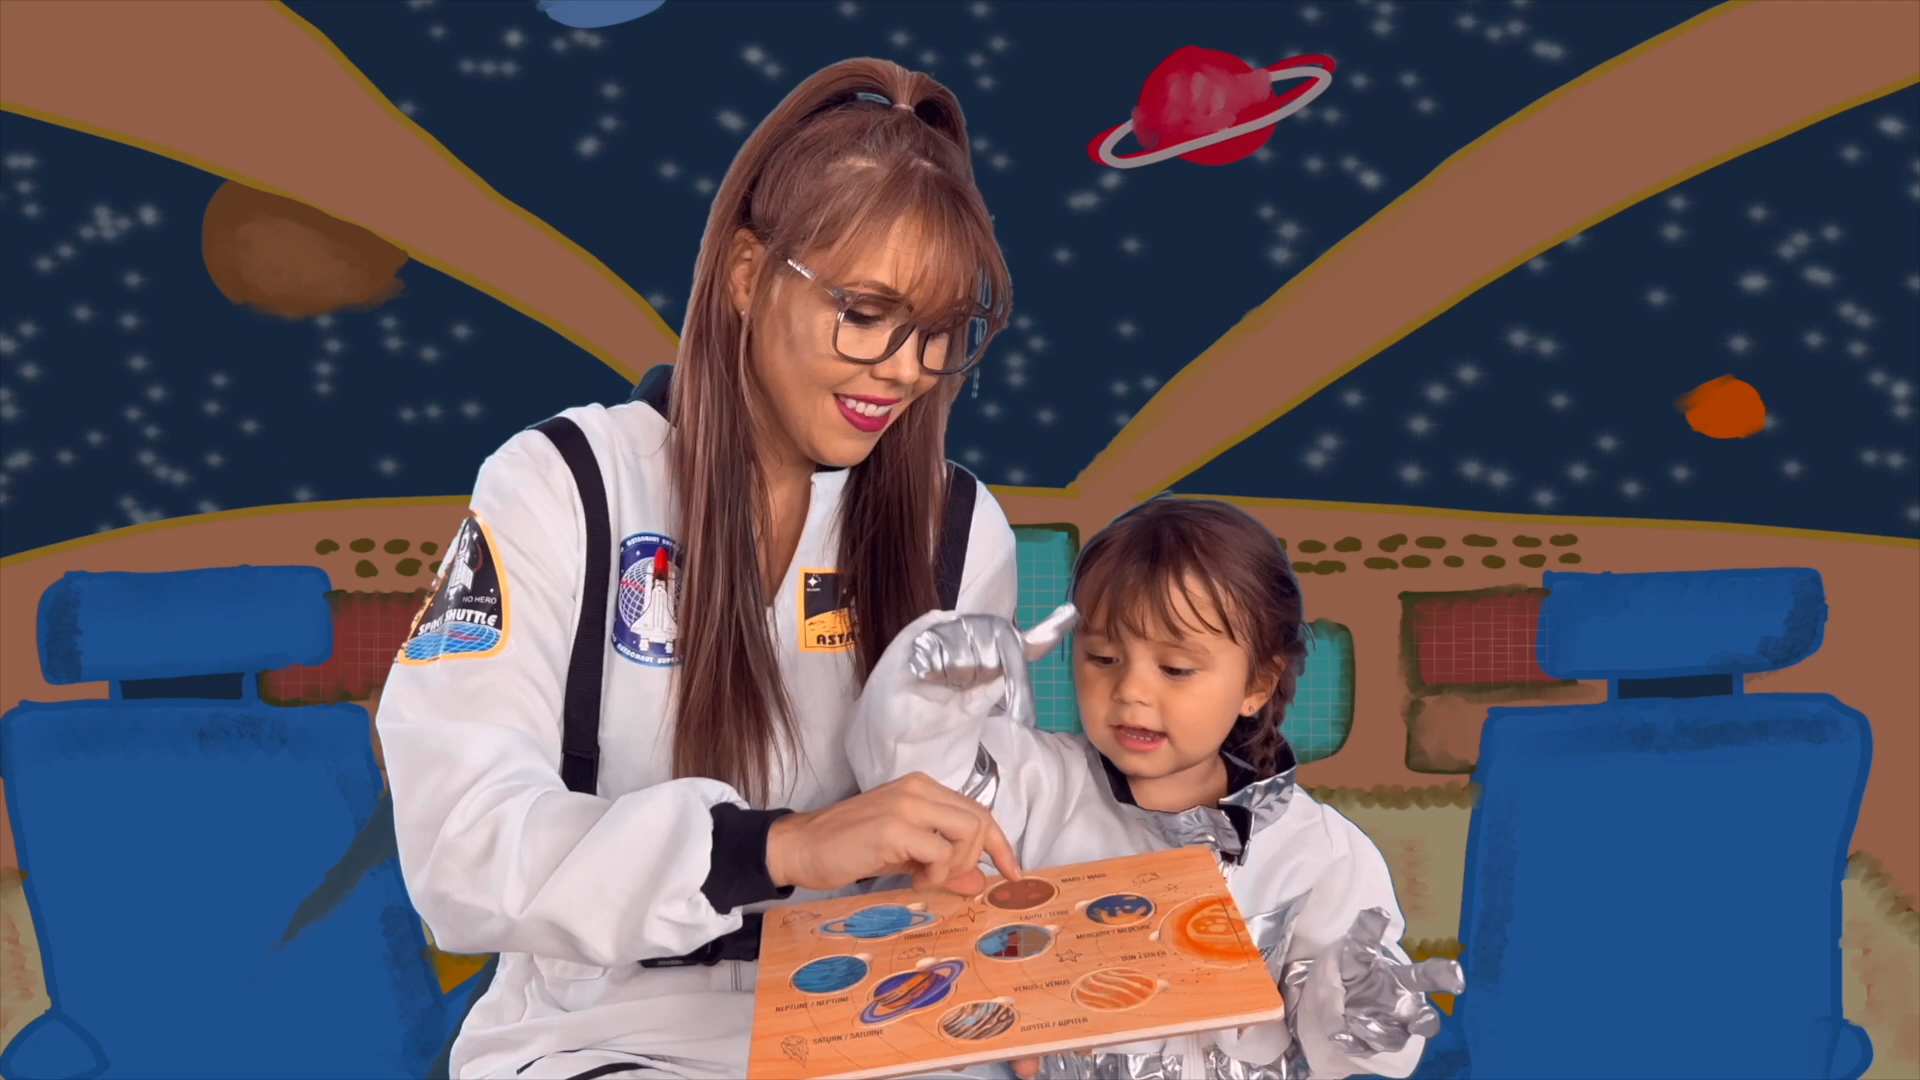 NO HERO
SPACE SHUTTLE
ASTRONAUT
MARS / MARS
EARTH / TERRE
URANUS / URANUS
MERCURY / MERCURE
SUN / SOLEIL
VENUS / VENUS
NEPTUNE / NEPTUNE
JUPITER / JUPITER
SATURN / SATURNE